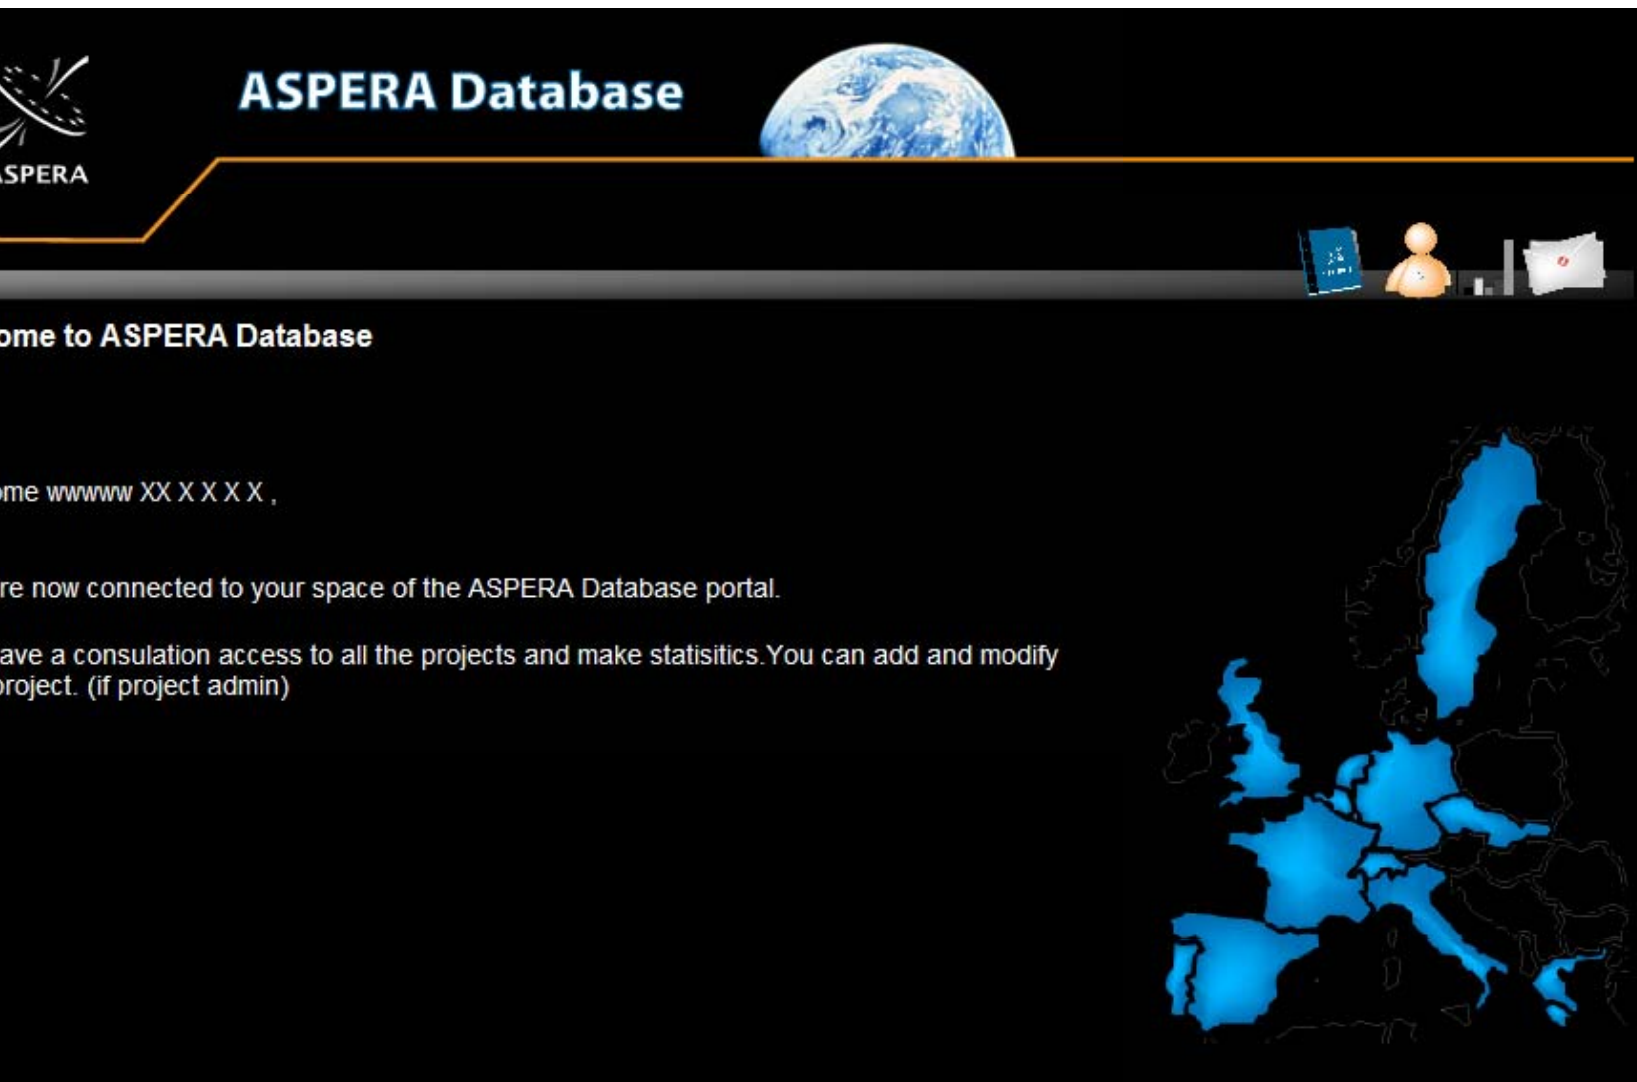 ASPERA Database
ASPERA
ome to ASPERA Database
ome wwwww XX X X X X ,
re now connected to your space of the ASPERA Database portal.
ave a consulation access to all the projects and make statisitics.You can add and modify
project. (if project admin)